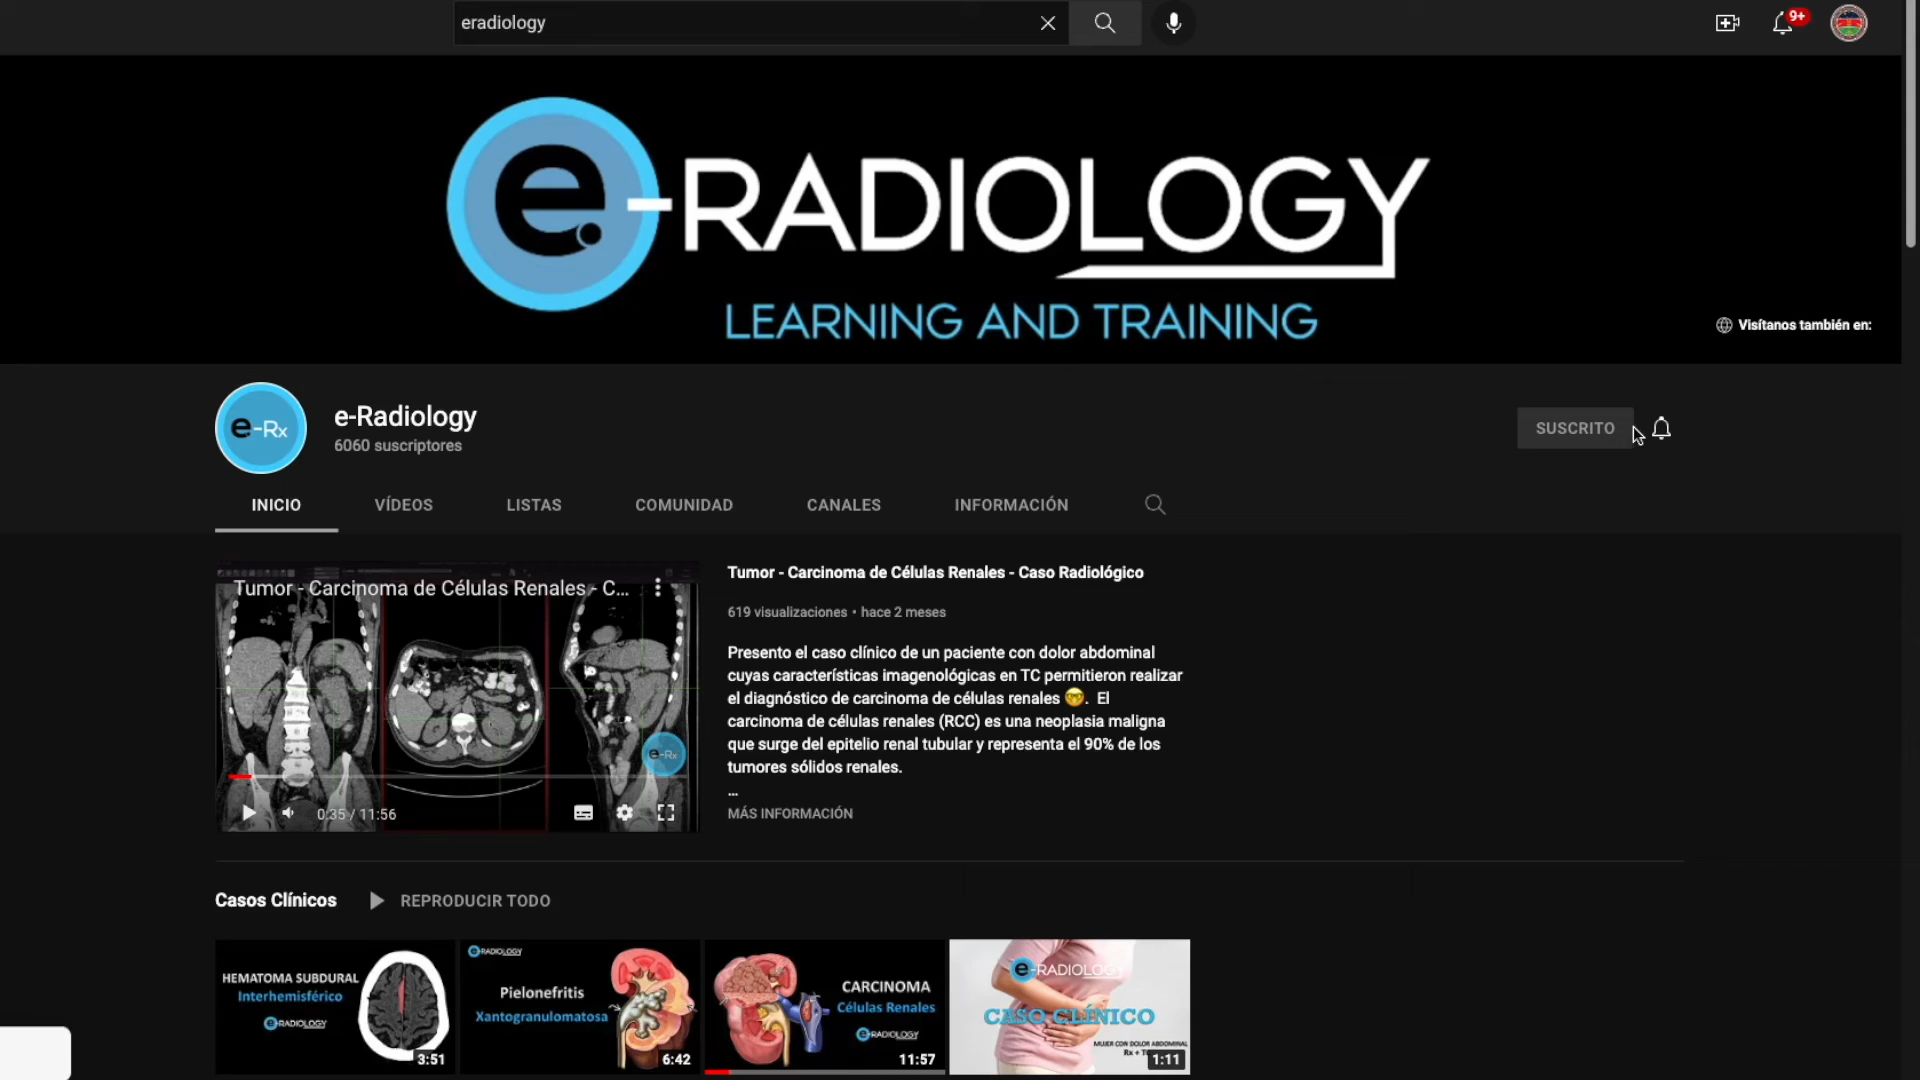 eradiology
9+
e-RADIOLOGY
LEARNING AND TRAINING
Visítanos también en:
e-Rx
e-Radiology
6060 suscriptores
SUSCRITO
INICIO VÍDEOS LISTAS COMUNIDAD CANALES INFORMACIÓN
Tumor - Carcinoma de Células Renales - C...
e-Rx
0:35 / 11:56
Tumor - Carcinoma de Células Renales - Caso Radiológico
619 visualizaciones • hace 2 meses
Presento el caso clínico de un paciente con dolor abdominal
cuyas características imagenológicas en TC permitieron realizar
el diagnóstico de carcinoma de células renales 🤓. El
carcinoma de células renales (RCC) es una neoplasia maligna
que surge del epitelio renal tubular y representa el 90% de los
tumores sólidos renales.
...
MÁS INFORMACIÓN
Casos Clínicos REPRODUCIR TODO
HEMATOMA SUBDURAL
Interhemisférico
e-RADIOLOGY
3:51
e-RADIOLOGY
Pielonefritis
Xantogranulomatosa
6:42
CARCINOMA
Células Renales
e-RADIOLOGY
11:57
e-RADIOLOGY
CASO CLÍNICO
MUJER CON DOLOR ABDOMINAL
Rx +
1:11